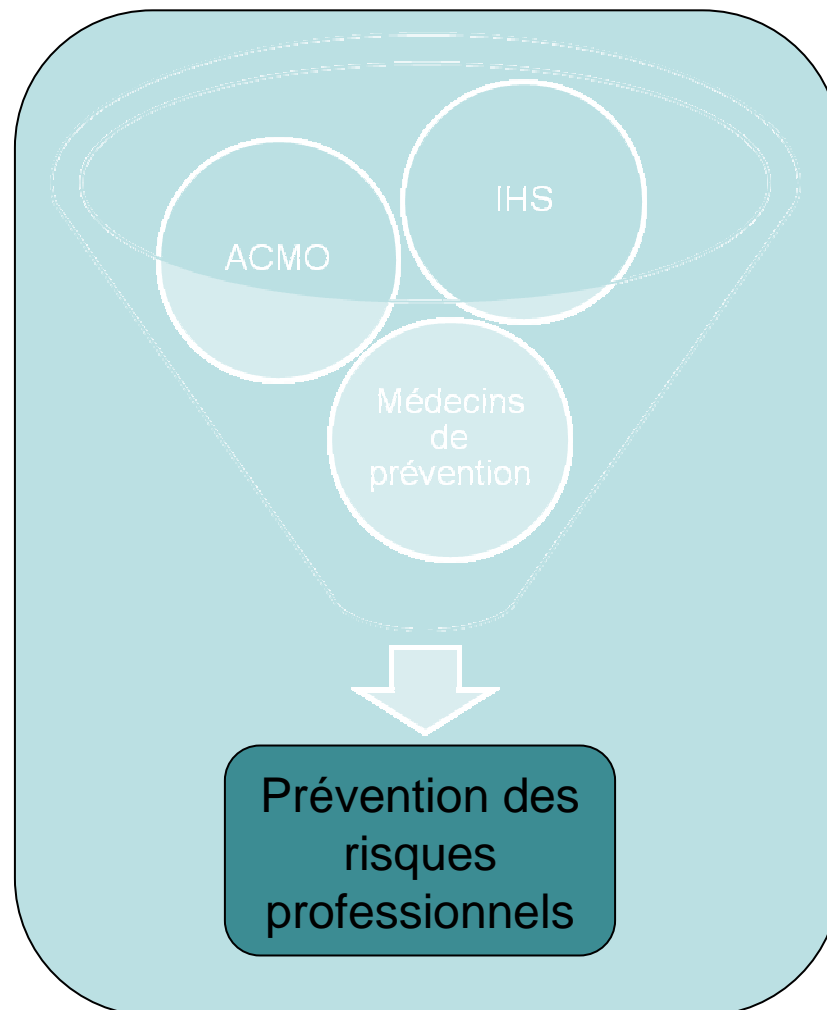 IHS
ACMO
Médecins
de
prévention
Prévention des
risques
professionnels